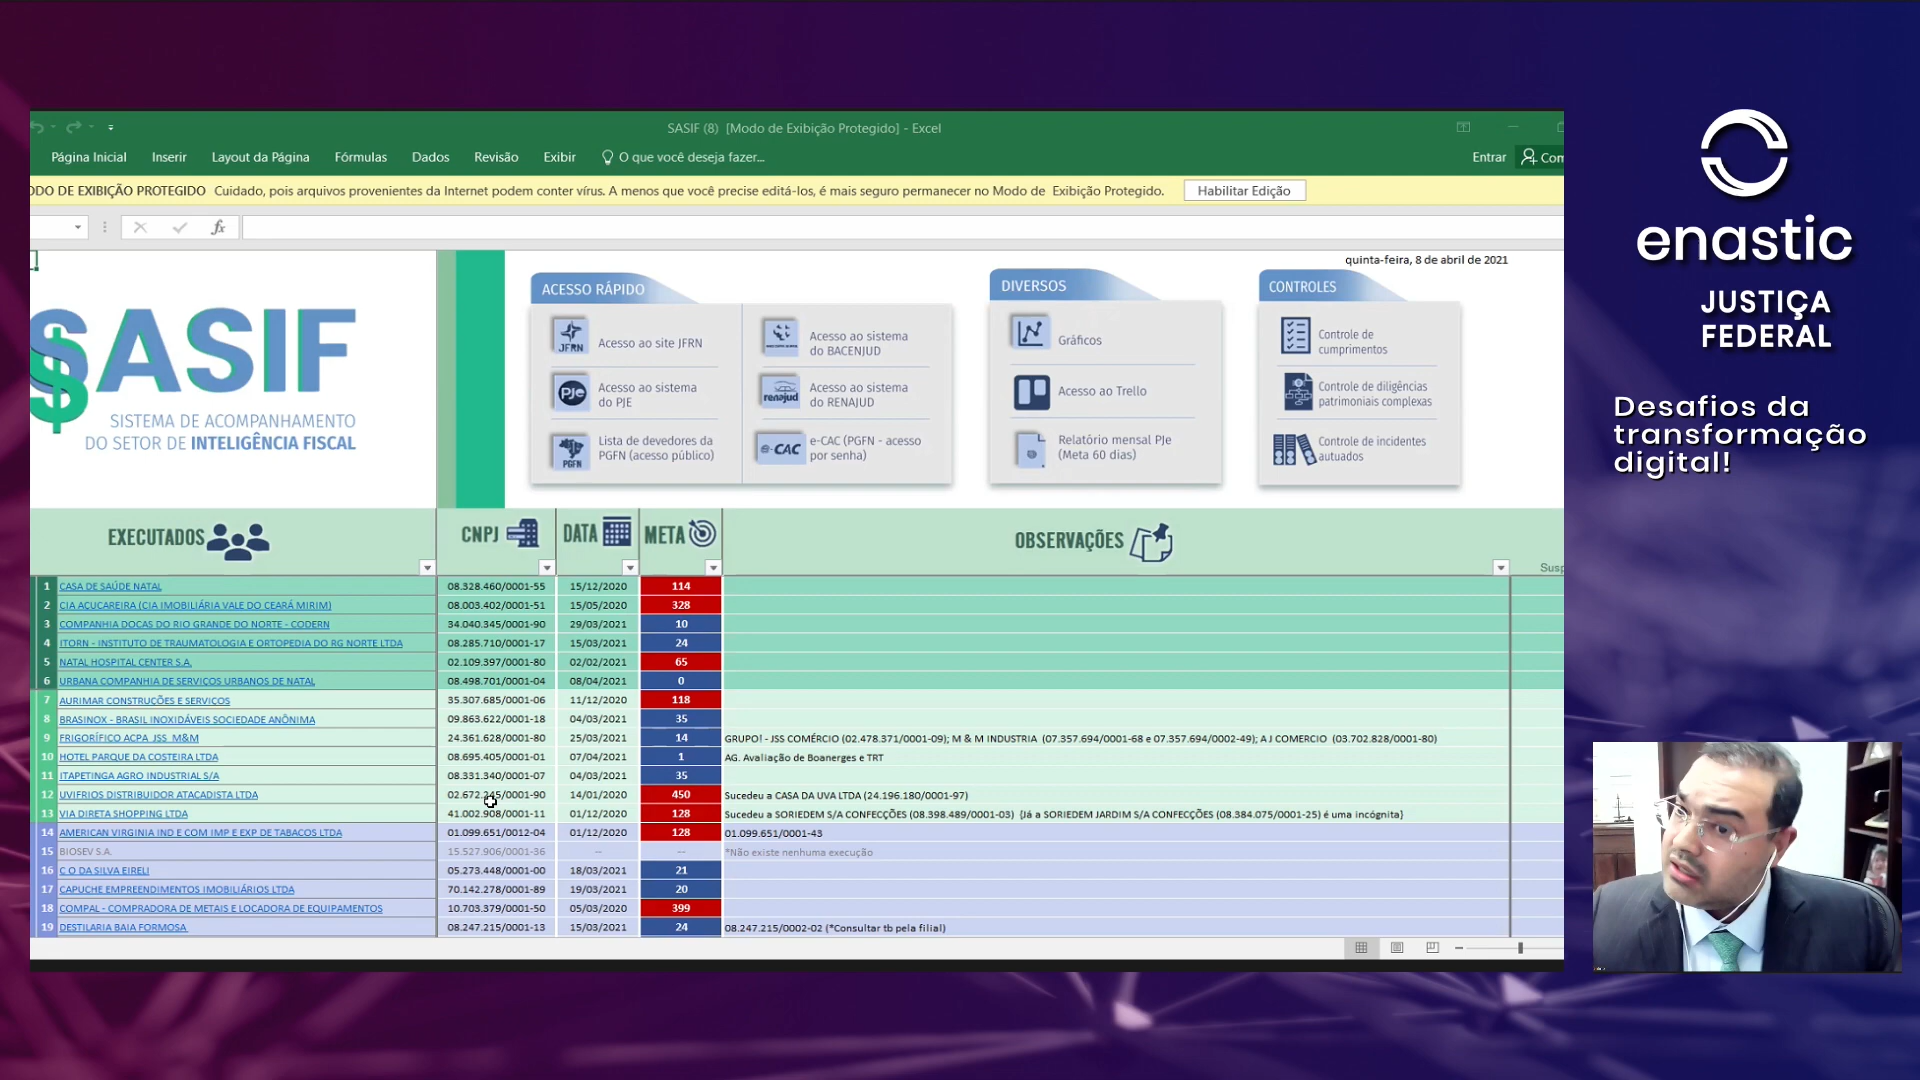 SASIF (8) [Modo de Exibição Protegido] - Excel
Página Inicial Inserir Layout da Página Fórmulas Dados Revisão Exibir O que você deseja fazer... Entrar Com
ODO DE EXIBIÇÃO PROTEGIDO Cuidado, pois arquivos provenientes da Internet podem conter vírus. A menos que você precise editá-los, é mais seguro permanecer no Modo de Exibição Protegido. Habilitar Edição
fx
quinta-feira, 8 de abril de 2021
$ASIF
SISTEMA DE ACOMPANHAMENTO
DO SETOR DE INTELIGÊNCIA FISCAL
ACESSO RÁPIDO
JFRN
Acesso ao site JFRN
PJe
Acesso ao sistema
do PJE
PGFN
Lista de devedores da
PGFN (acesso público)
Acesso ao sistema
do BACENJUD
renajud
Acesso ao sistema
do RENAJUD
e-CAC
e-CAC (PGFN - acesso
por senha)
DIVERSOS
Gráficos
Acesso ao Trello
Relatório mensal PJe
(Meta 60 dias)
CONTROLES
Controle de
cumprimentos
Controle de diligências
patrimoniais complexas
Controle de incidentes
autuados
EXECUTADOS CNPJ DATA META OBSERVAÇÕES
Susp
1 CASA DE SAÚDE NATAL 08.328.460/0001-55 15/12/2020 114
2 CIA AÇUCAREIRA (CIA IMOBILIÁRIA VALE DO CEARÁ MIRIM) 08.003.402/0001-51 15/05/2020 328
3 COMPANHIA DOCAS DO RIO GRANDE DO NORTE - CODERN 34.040.345/0001-90 29/03/2021 10
4 ITORN - INSTITUTO DE TRAUMATOLOGIA E ORTOPEDIA DO RG NORTE LTDA 08.285.710/0001-17 15/03/2021 24
5 NATAL HOSPITAL CENTER S.A. 02.109.397/0001-80 02/02/2021 65
6 URBANA COMPANHIA DE SERVIÇOS URBANOS DE NATAL 08.498.701/0001-04 08/04/2021 0
7 AURIMAR CONSTRUÇÕES E SERVIÇOS 35.307.685/0001-06 11/12/2020 118
8 BRASINOX - BRASIL INOXIDÁVEIS SOCIEDADE ANÔNIMA 09.863.622/0001-18 04/03/2021 35
9 FRIGORÍFICO ACPA JSS M&M 24.361.628/0001-80 25/03/2021 14 GRUPO! - JSS COMÉRCIO (02.478.371/0001-09); M & M INDUSTRIA (07.357.694/0001-68 e 07.357.694/0002-49); A J COMERCIO (03.702.828/0001-80)
10 HOTEL PARQUE DA COSTEIRA LTDA 08.695.405/0001-01 07/04/2021 1 AG. Avaliação de Boanerges e TRT
11 ITAPETINGA AGRO INDUSTRIAL S/A 08.331.340/0001-07 04/03/2021 35
12 UVIFRIOS DISTRIBUIDOR ATACADISTA LTDA 02.672.245/0001-90 14/01/2020 450 Sucedeu a CASA DA UVA LTDA (24.196.180/0001-97)
13 VIA DIRETA SHOPPING LTDA 41.002.908/0001-11 01/12/2020 128 Sucedeu a SORIEDEM S/A CONFECÇÕES (08.398.489/0001-03) {Já a SORIEDEM JARDIM S/A CONFECÇÕES (08.384.075/0001-25) é uma incógnita}
14 AMERICAN VIRGINIA IND E COM IMP E EXP DE TABACOS LTDA 01.099.651/0012-04 01/12/2020 128 01.099.651/0001-43
15 BIOSEV S.A. 15.527.906/0001-36 -- -- *Não existe nenhuma execução
16 C O DA SILVA EIRELI 05.273.448/0001-00 18/03/2021 21
17 CAPUCHE EMPREENDIMENTOS IMOBILIÁRIOS LTDA 70.142.278/0001-89 19/03/2021 20
18 COMPAL - COMPRADORA DE METAIS E LOCADORA DE EQUIPAMENTOS 10.703.379/0001-50 05/03/2020 399
19 DESTILARIA BAIA FORMOSA 08.247.215/0001-13 15/03/2021 24 08.247.215/0002-02 (*Consultar tb pela filial)
enastic
JUSTIÇA
FEDERAL
Desafios da
transformação
digital!